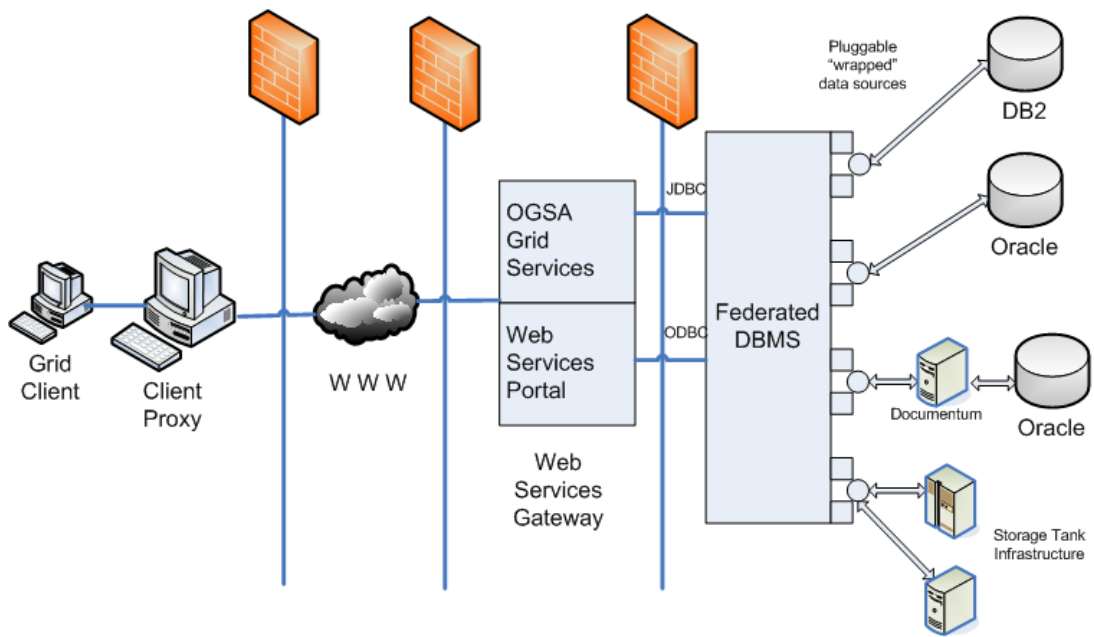 Pluggable
"wrapped"
data sources
DB2
JDBC
OGSA
Grid
Services
Oracle
Federated
DBMS
ODBC
Web
Services
Portal
Grid
Client
Client
Proxy
W W W
Documentum
Oracle
Web
Services
Gateway
Storage Tank
Infrastructure